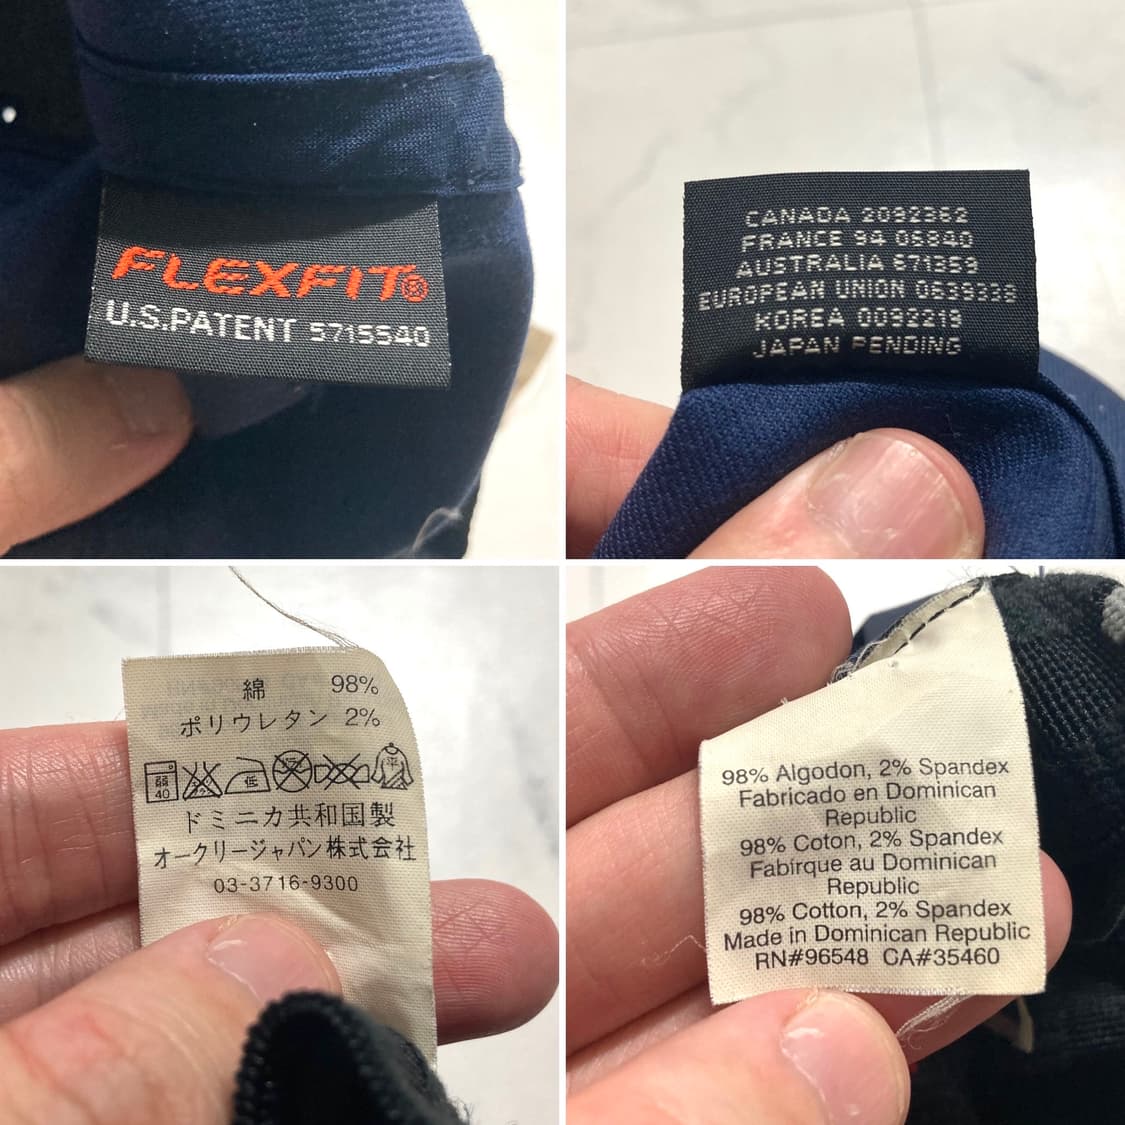 FLEXFIT®
U.S.PATENT 5715540
CANADA 2092362
FRANCE 94 06840
AUSTRALIA 671359
EUROPEAN UNION 0639338
KOREA 0092219
JAPAN PENDING
綿 98%
ポリウレタン 2%
弱 40 低 平
ドミニカ共和国製
オークリージャパン株式会社
03-3716-9300
98% Algodon, 2% Spandex
Fabricado en Dominican
Republic
98% Coton, 2% Spandex
Fabirque au Dominican
Republic
98% Cotton, 2% Spandex
Made in Dominican Republic
RN#96548 CA#35460